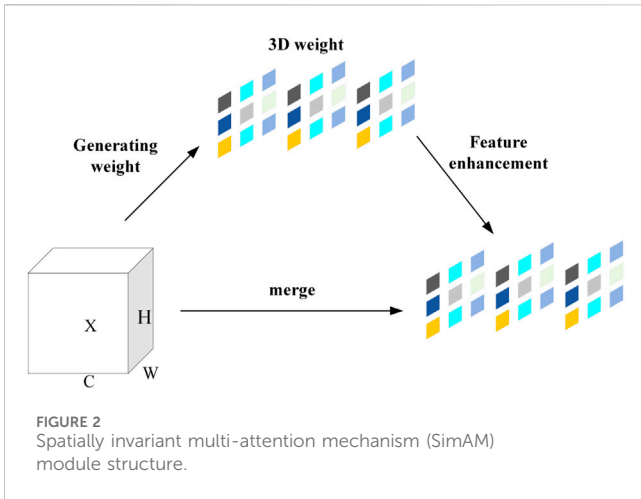 3D weight
Generating
weight
Feature
enhancement
merge
X
H
W
C
FIGURE 2
Spatially invariant multi-attention mechanism (SimAM)
module structure.